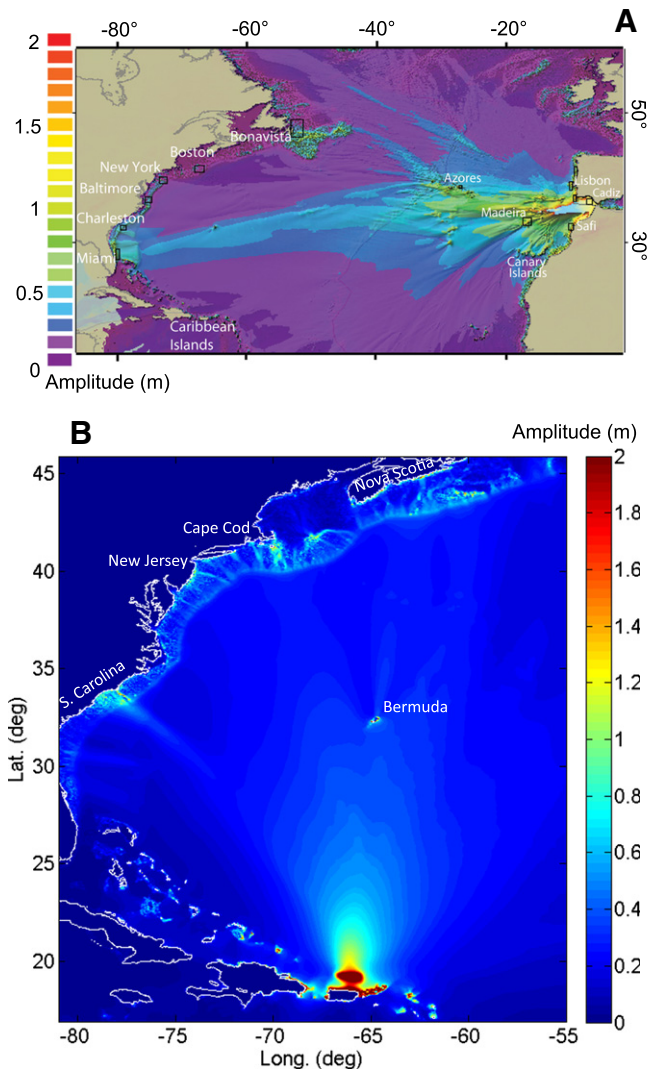 -80° -60° -40° -20° A
2
1.5
1
0.5
0
50°
30°
Bonavista
Boston
New York
Baltimore
Charleston
Miami
Caribbean
Islands
Azores
Madeira
Canary
Islands
Lisbon
Cadiz
Safi
Amplitude (m)
B
Amplitude (m)
45
40
35
30
25
20
Lat. (deg)
Nova Scotia
Cape Cod
New Jersey
S. Carolina
Bermuda
2
1.8
1.6
1.4
1.2
1
0.8
0.6
0.4
0.2
0
-80 -75 -70 -65 -60 -55
Long. (deg)